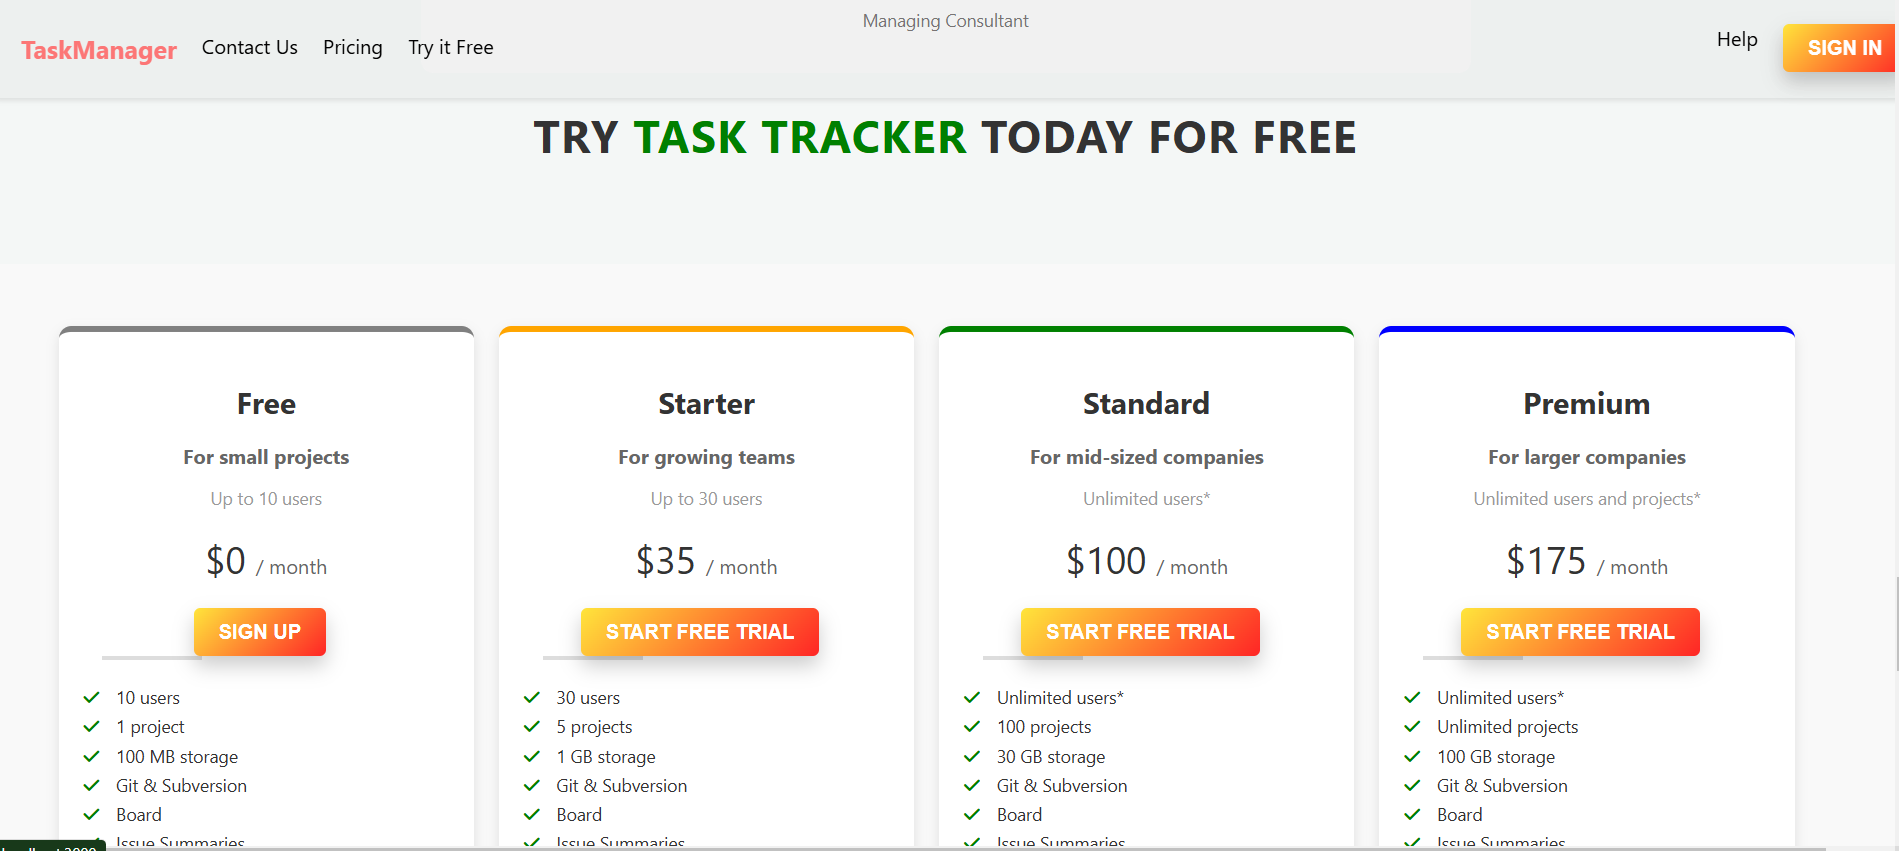 Managing Consultant
TaskManager Contact Us Pricing Try it Free Help SIGN IN
TRY TASK TRACKER TODAY FOR FREE
Free
For small projects
Up to 10 users
$0 / month
SIGN UP
10 users
1 project
100 MB storage
Git & Subversion
Board
Issue Summaries
Starter
For growing teams
Up to 30 users
$35 / month
START FREE TRIAL
30 users
5 projects
1 GB storage
Git & Subversion
Board
Issue Summaries
Standard
For mid-sized companies
Unlimited users*
$100 / month
START FREE TRIAL
Unlimited users*
100 projects
30 GB storage
Git & Subversion
Board
Issue Summaries
Premium
For larger companies
Unlimited users and projects*
$175 / month
START FREE TRIAL
Unlimited users*
Unlimited projects
100 GB storage
Git & Subversion
Board
Issue Summaries